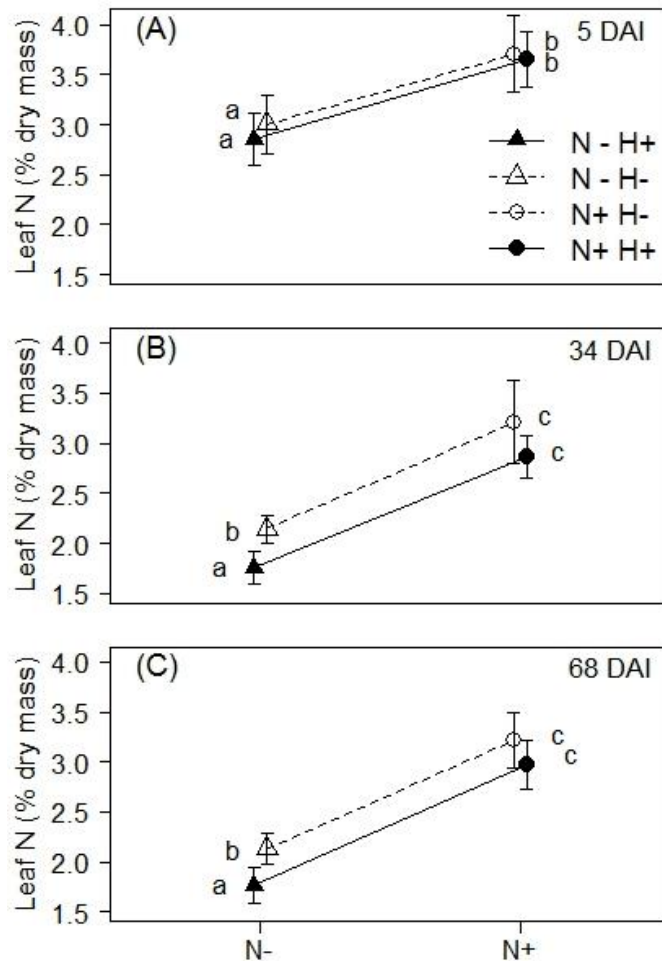 (A)
5 DAI
Leaf N (% dry mass)
4.0
3.5
3.0
2.5
2.0
1.5
a
a
b
b
N - H+
N - H-
N+ H-
N+ H+
(B)
34 DAI
Leaf N (% dry mass)
4.0
3.5
3.0
2.5
2.0
1.5
b
a
c
c
(C)
68 DAI
Leaf N (% dry mass)
4.0
3.5
3.0
2.5
2.0
1.5
b
a
c
c
N-
N+